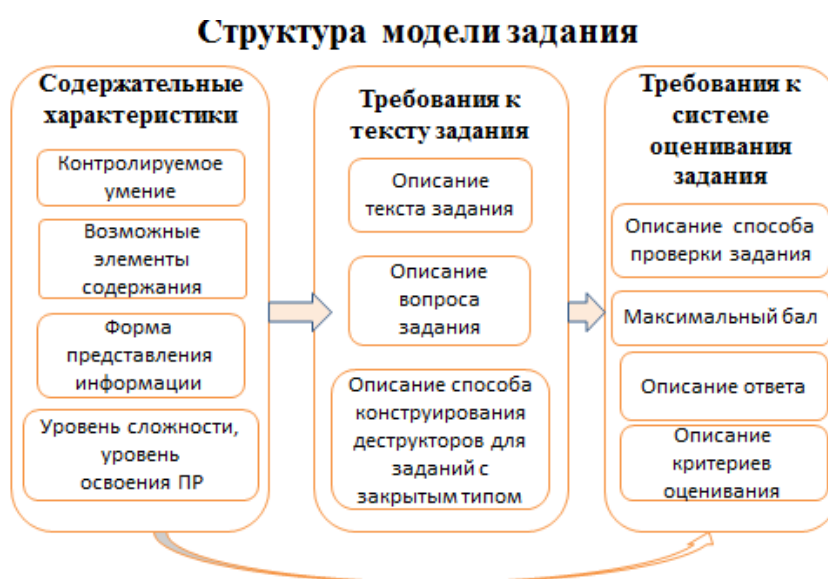 Структура модели задания
Содержательные
характеристики
Контролируемое
умение
Возможные
элементы
содержания
Форма
представления
информации
Уровень сложности,
уровень
освоения ПР
Требования к
тексту задания
Описание
текста задания
Описание
вопроса
задания
Описание способа
конструирования
деструкторов для
заданий с
закрытым типом
Требования к
системе
оценивания
задания
Описание способа
проверки задания
Максимальный бал
Описание ответа
Описание
критериев
оценивания